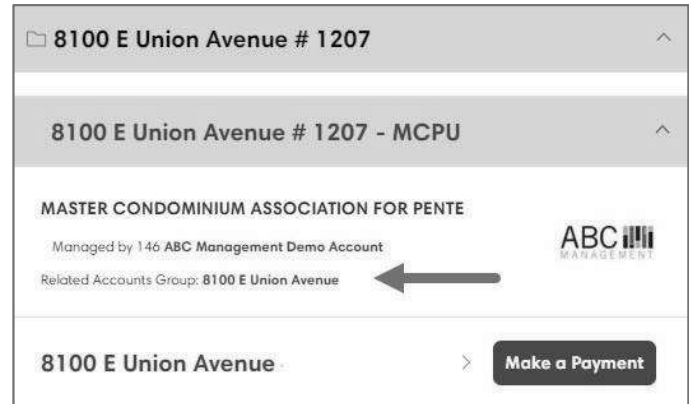 8100 E Union Avenue # 1207
8100 E Union Avenue # 1207 - MCPU
MASTER CONDOMINIUM ASSOCIATION FOR PENTE
Managed by 146 ABC Management Demo Account
ABC
MANAGEMENT
Related Accounts Group: 8100 E Union Avenue
8100 E Union Avenue
Make a Payment